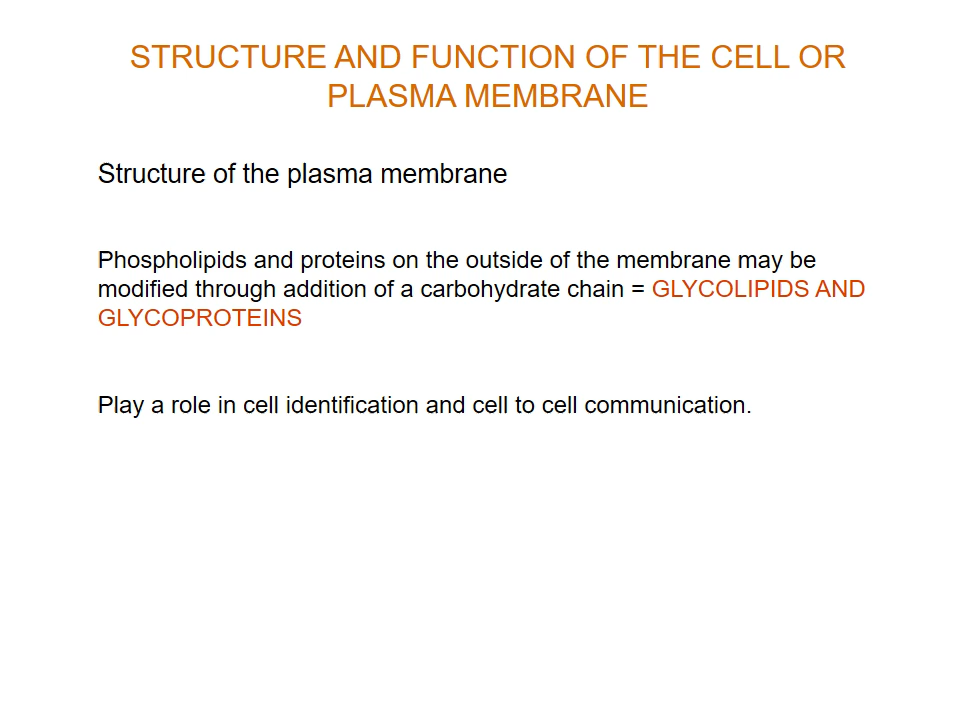 STRUCTURE AND FUNCTION OF THE CELL OR
PLASMA MEMBRANE
Structure of the plasma membrane
Phospholipids and proteins on the outside of the membrane may be
modified through addition of a carbohydrate chain = GLYCOLIPIDS AND
GLYCOPROTEINS
Play a role in cell identification and cell to cell communication.